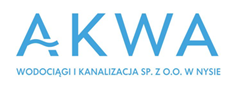 AKWA
WODOCIĄGI I KANALIZACJA SP. Z O.O. W NYSIE